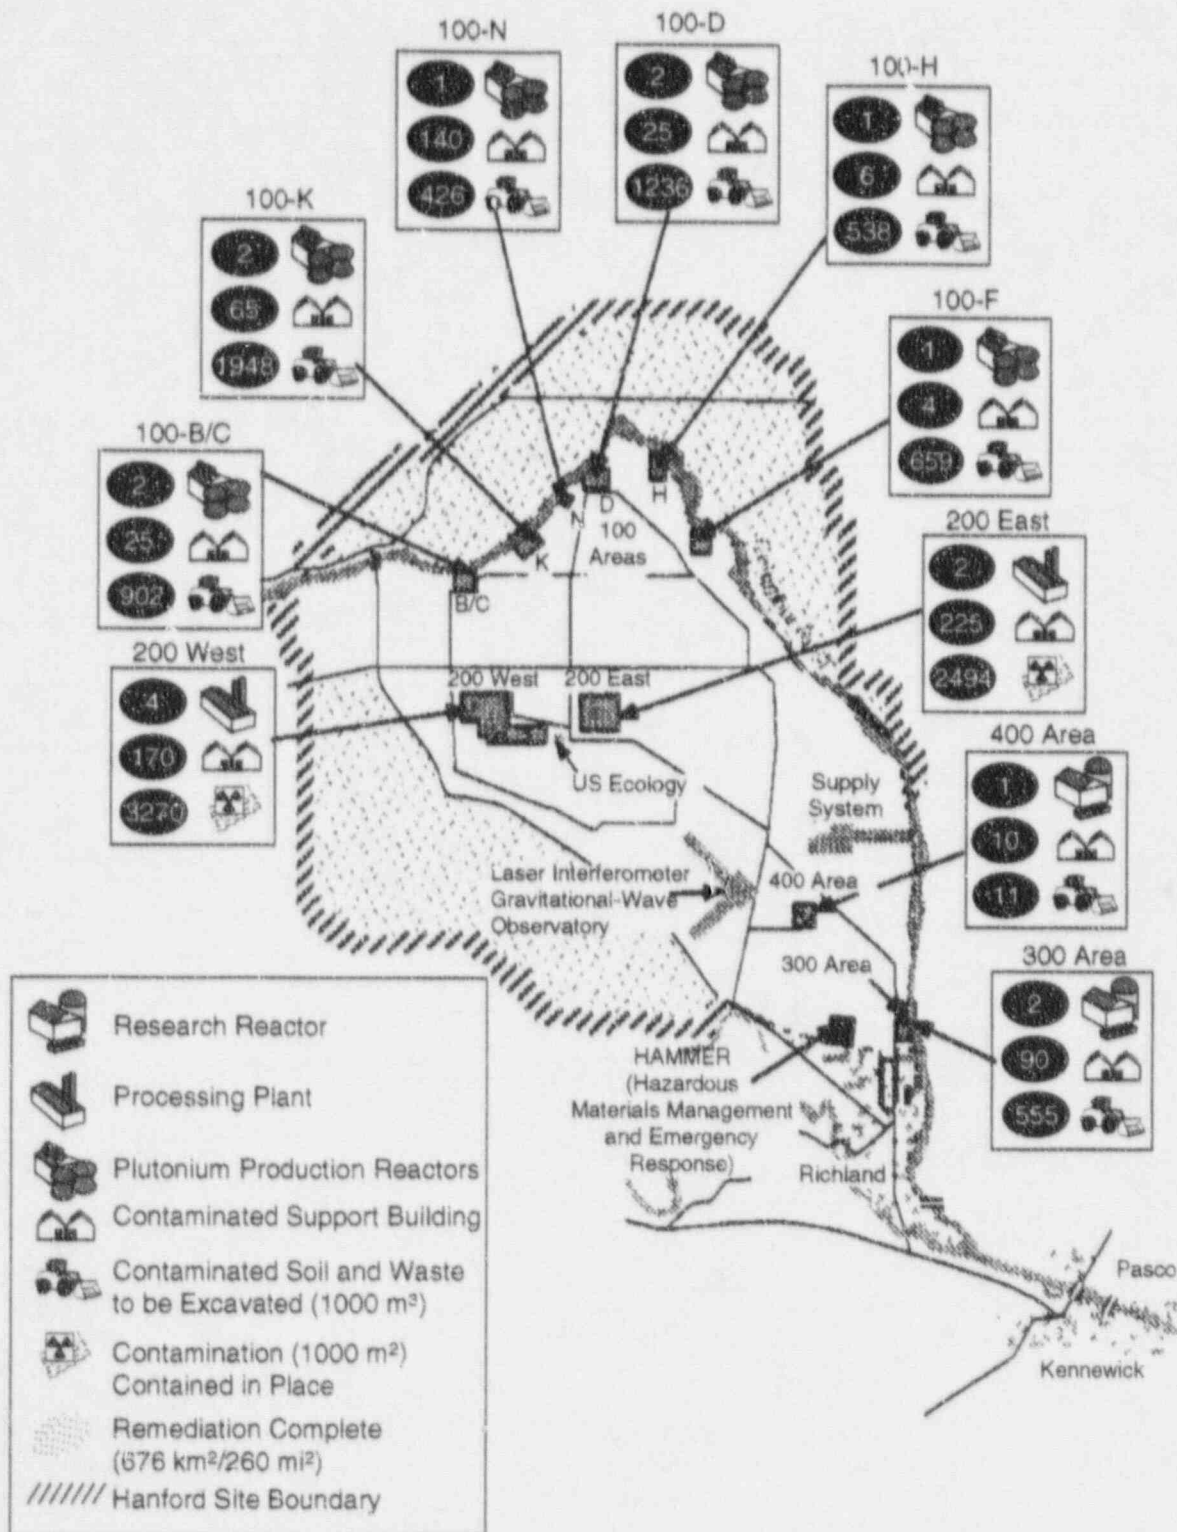 100-N
1
140
426
100-D
2
25
1236
100-H
1
6
538
100-K
2
65
1948
100-F
1
4
659
100-B/C
2
25
902
200 East
2
225
2494
200 West
4
170
3270
400 Area
1
10
11
300 Area
2
90
555
N
D
H
K
B/C
100
Areas
200 West
200 East
US Ecology
Supply
System
Laser Interferometer
Gravitational-Wave
Observatory
400 Area
300 Area
HAMMER
(Hazardous
Materials Management
and Emergency
Response)
Richland
Pasco
Kennewick
Research Reactor
Processing Plant
Plutonium Production Reactors
Contaminated Support Building
Contaminated Soil and Waste
to be Excavated (1000 m³)
Contamination (1000 m²)
Contained in Place
Remediation Complete
(676 km²/260 mi²)
Hanford Site Boundary